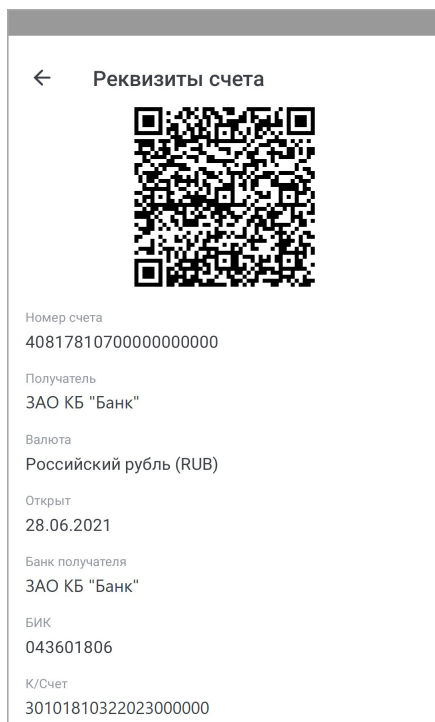 Реквизиты счета
Номер счета
40817810700000000000
Получатель
ЗАО КБ "Банк"
Валюта
Российский рубль (RUB)
Открыт
28.06.2021
Банк получателя
ЗАО КБ "Банк"
БИК
043601806
К/Счет
30101810322023000000